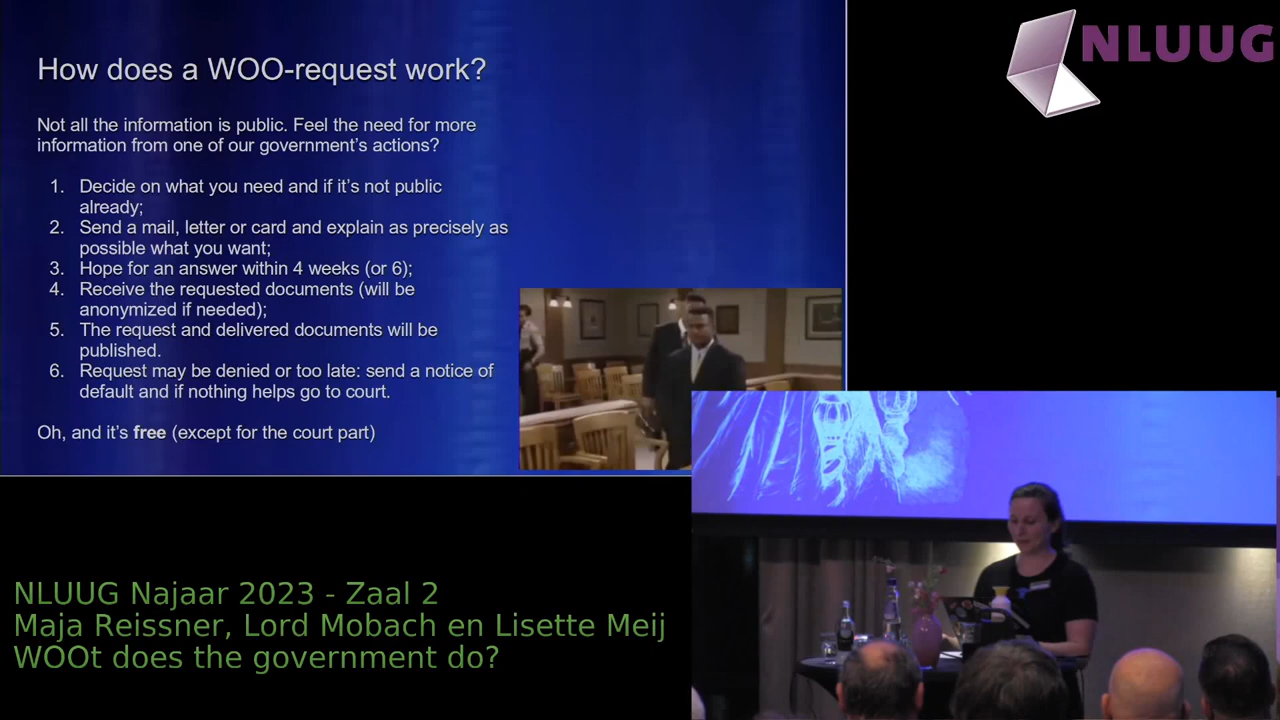 How does a WOO-request work?
Not all the information is public. Feel the need for more
information from one of our government's actions?
1. Decide on what you need and if it's not public
already;
2. Send a mail, letter or card and explain as precisely as
possible what you want;
3. Hope for an answer within 4 weeks (or 6);
4. Receive the requested documents (will be
anonymized if needed);
5. The request and delivered documents will be
published.
6. Request may be denied or too late: send a notice of
default and if nothing helps go to court.
Oh, and it's free (except for the court part)
NLUUG
NLUUG Najaar 2023 - Zaal 2
Maja Reissner, Lord Mobach en Lisette Meij
WOOt does the government do?